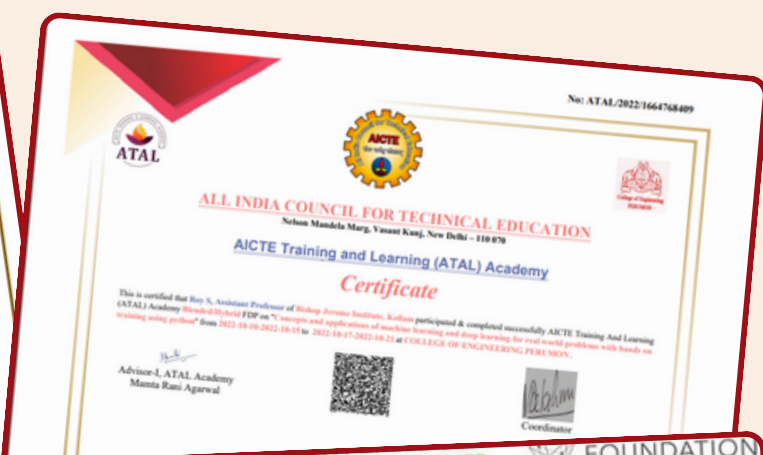 No: ATAL/2022/1664768409
ATAL
AICTE
College of Engineering
PERUMON
ALL INDIA COUNCIL FOR TECHNICAL EDUCATION
Nelson Mandela Marg, Vasant Kunj, New Delhi – 110 070
AICTE Training and Learning (ATAL) Academy
Certificate
This is certified that Roy S, Assistant Professor of Bishop Jerome Institute, Kollam participated & completed successfully AICTE Training And Learning
(ATAL) Academy Blended/Hybrid FDP on "Concepts and applications of machine learning and deep learning for real world problems with hands on
training using python" from 2022-10-10-2022-10-15 to 2022-10-17-2022-10-21 at COLLEGE OF ENGINEERING PERUMON.
Advisor-I, ATAL Academy
Mamta Rani Agarwal
Coordinator
FOUNDATION